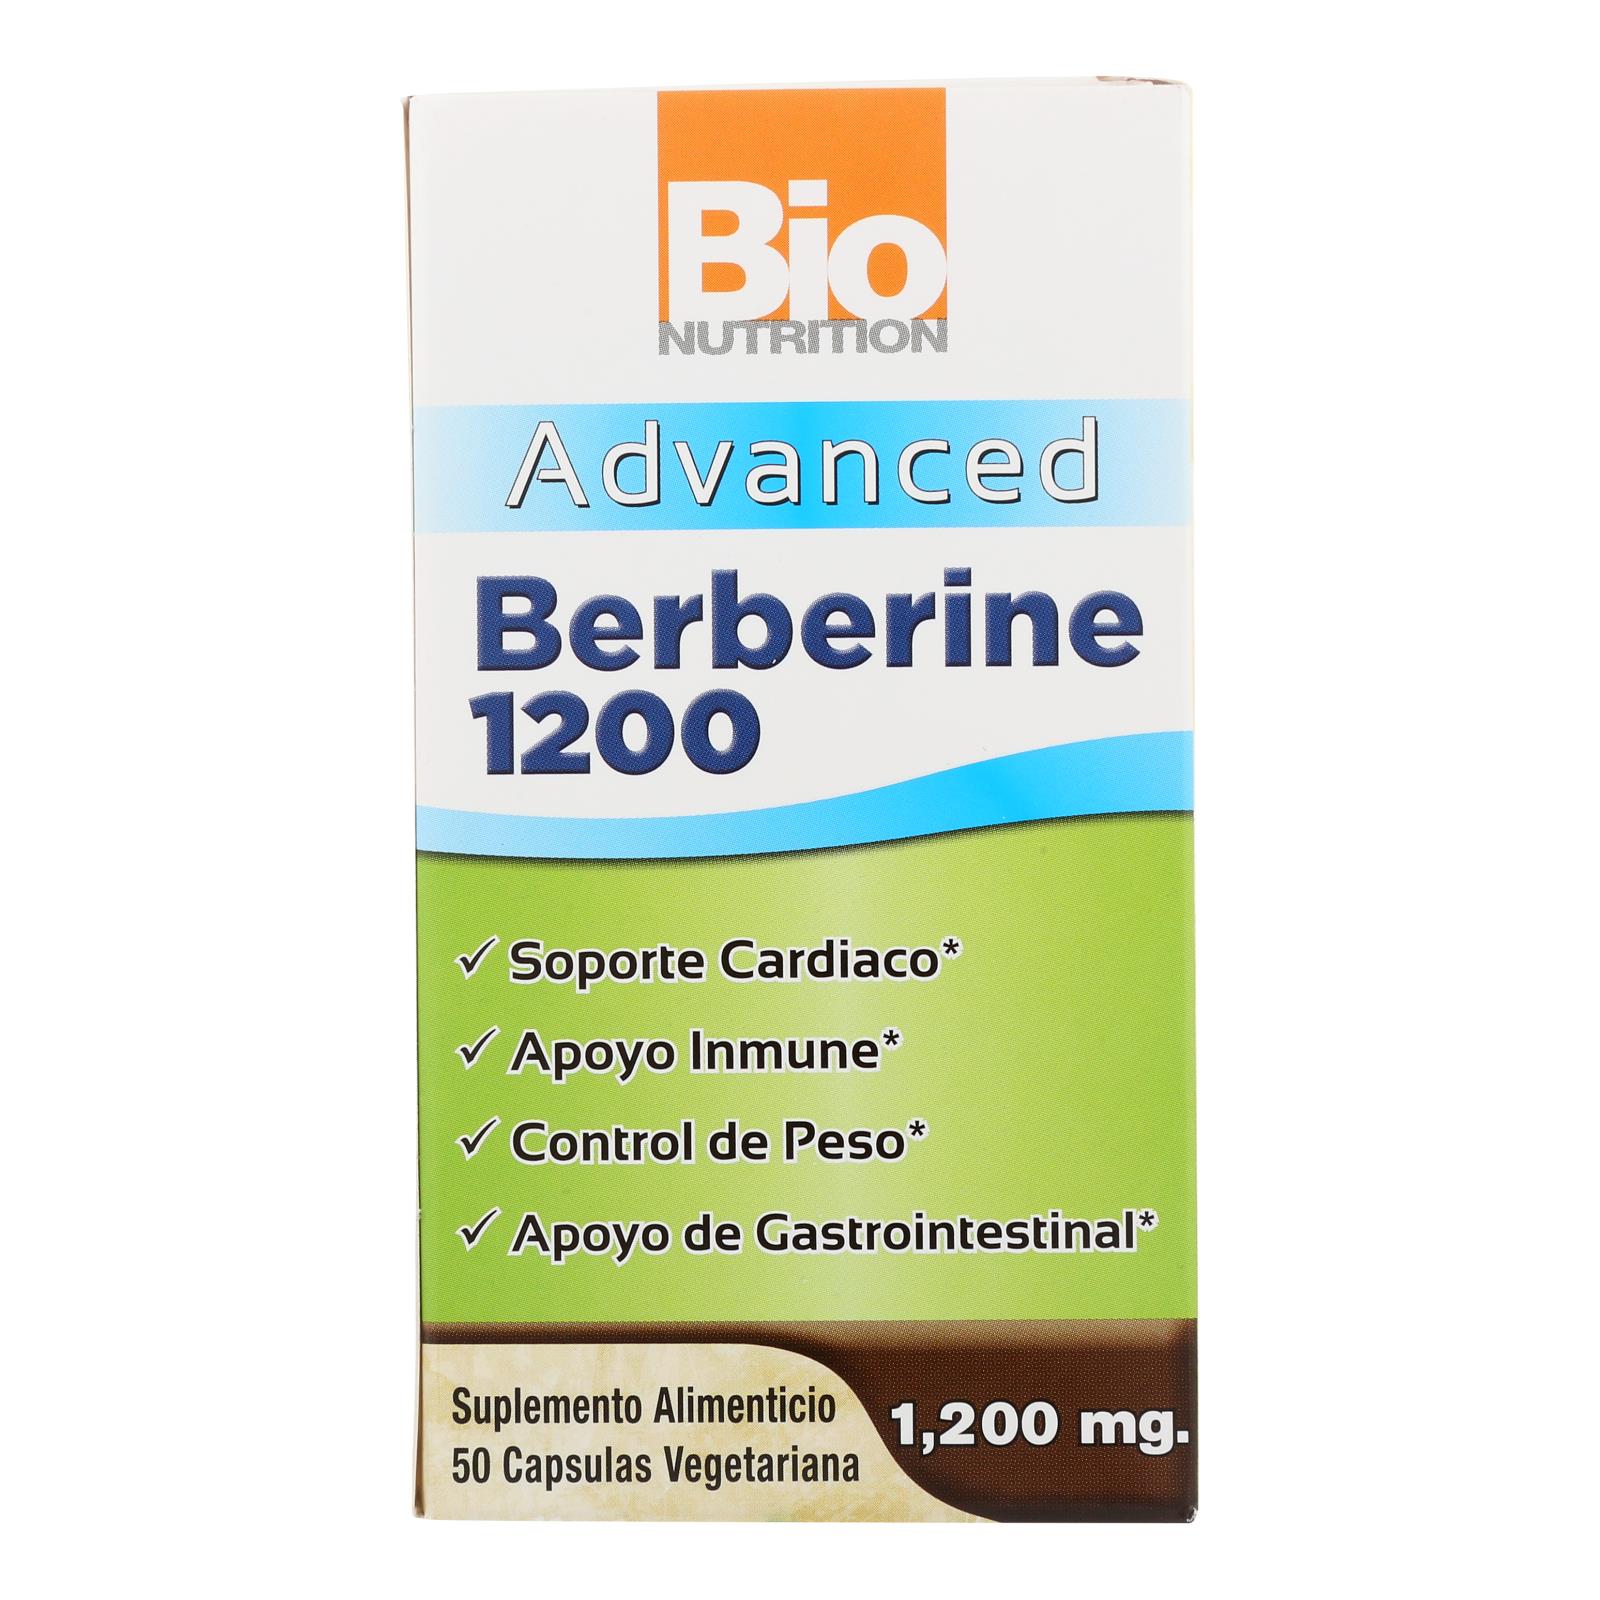 Bio
NUTRITION
Advanced
Berberine
1200
✓ Soporte Cardiaco*
✓ Apoyo Inmune*
✓ Control de Peso*
✓ Apoyo de Gastrointestinal*
Suplemento Alimenticio
50 Capsulas Vegetariana
1,200 mg.